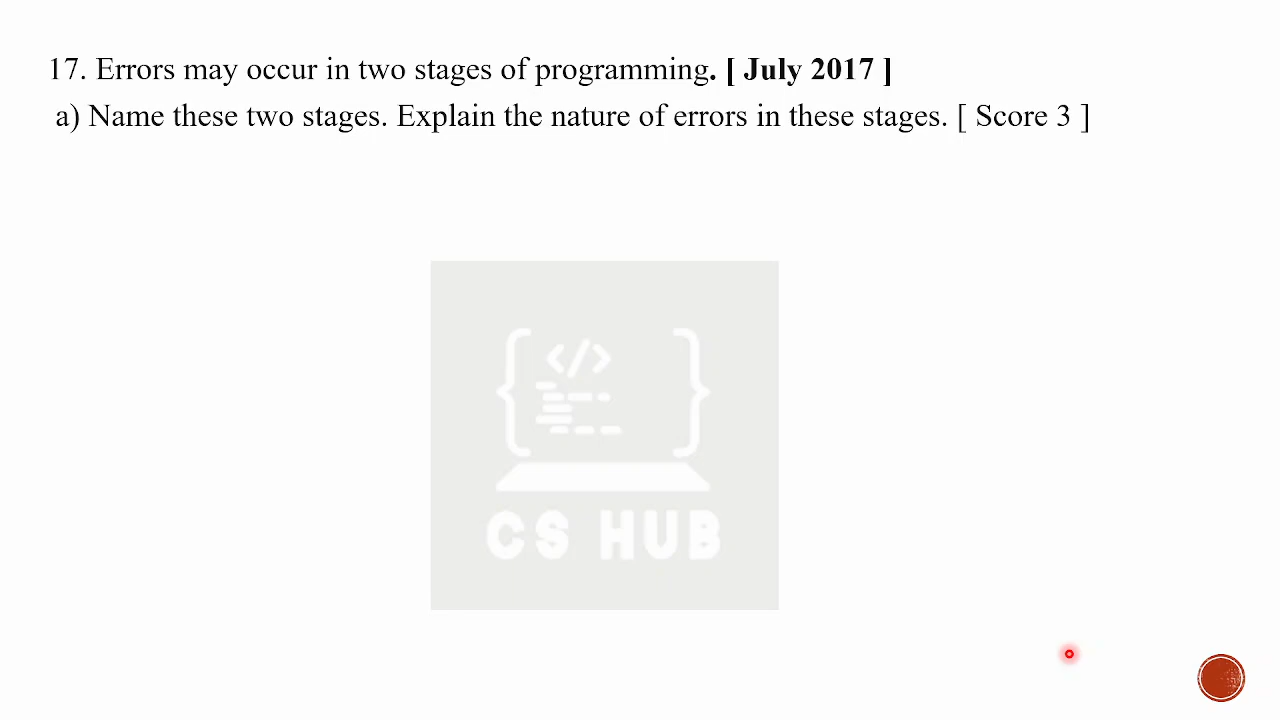 17. Errors may occur in two stages of programming. [ July 2017 ]
a) Name these two stages. Explain the nature of errors in these stages. [ Score 3 ]
</>
CS HUB